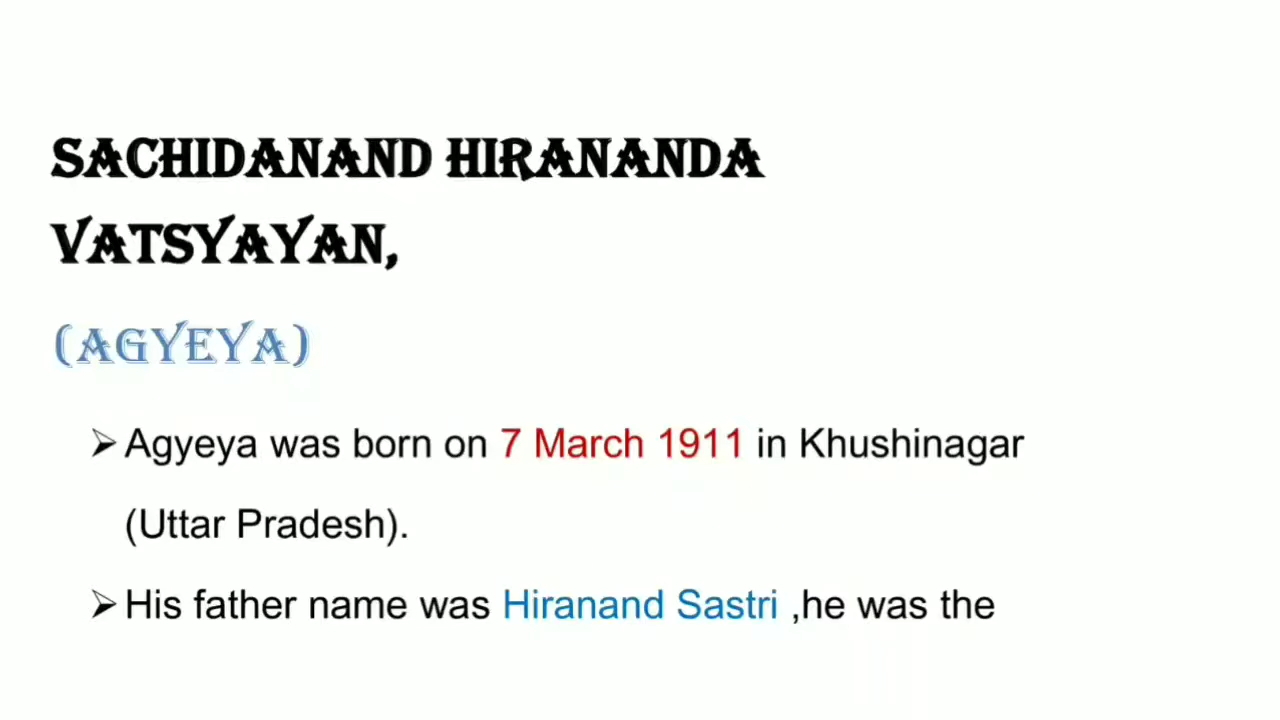 SACHIDANAND HIRANANDA
VATSYAYAN,
(AGYEYA)
➢ Agyeya was born on 7 March 1911 in Khushinagar
(Uttar Pradesh).
➢ His father name was Hiranand Sastri ,he was the